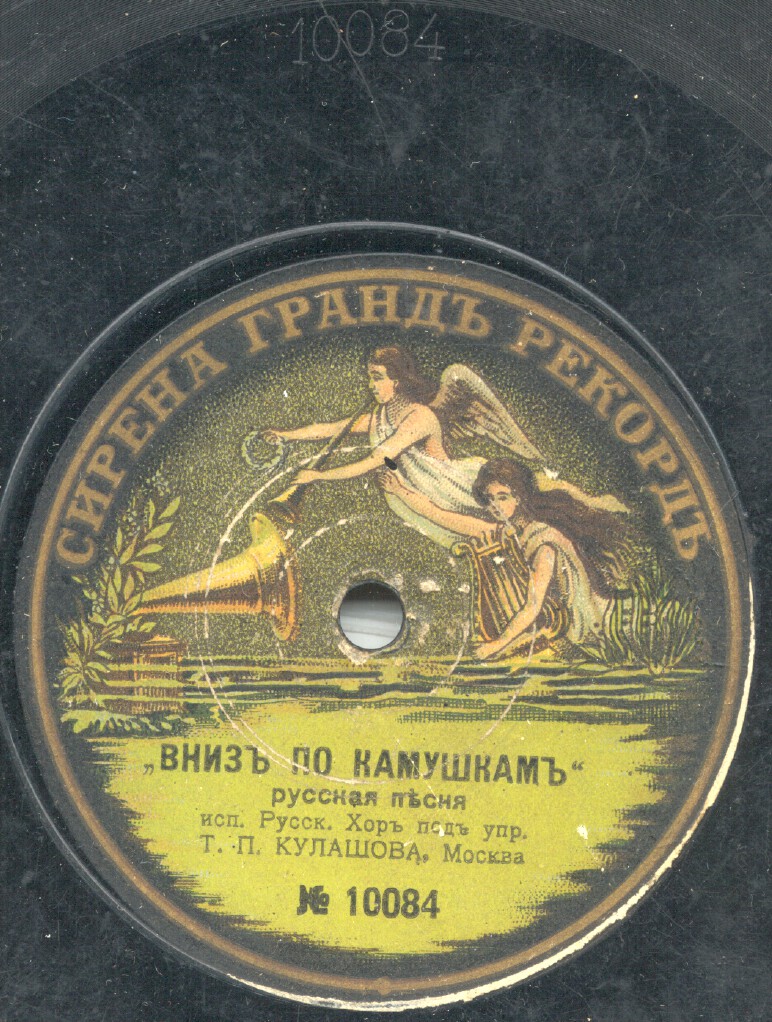 10084
СИРЕНА ГРАНДЪ РЕКОРДЪ
„ВНИЗЪ ПО КАМУШКАМЪ“
русская пѣсня
исп. Русск. Хоръ подъ упр.
Т. П. КУЛАШОВА, Москва
№ 10084